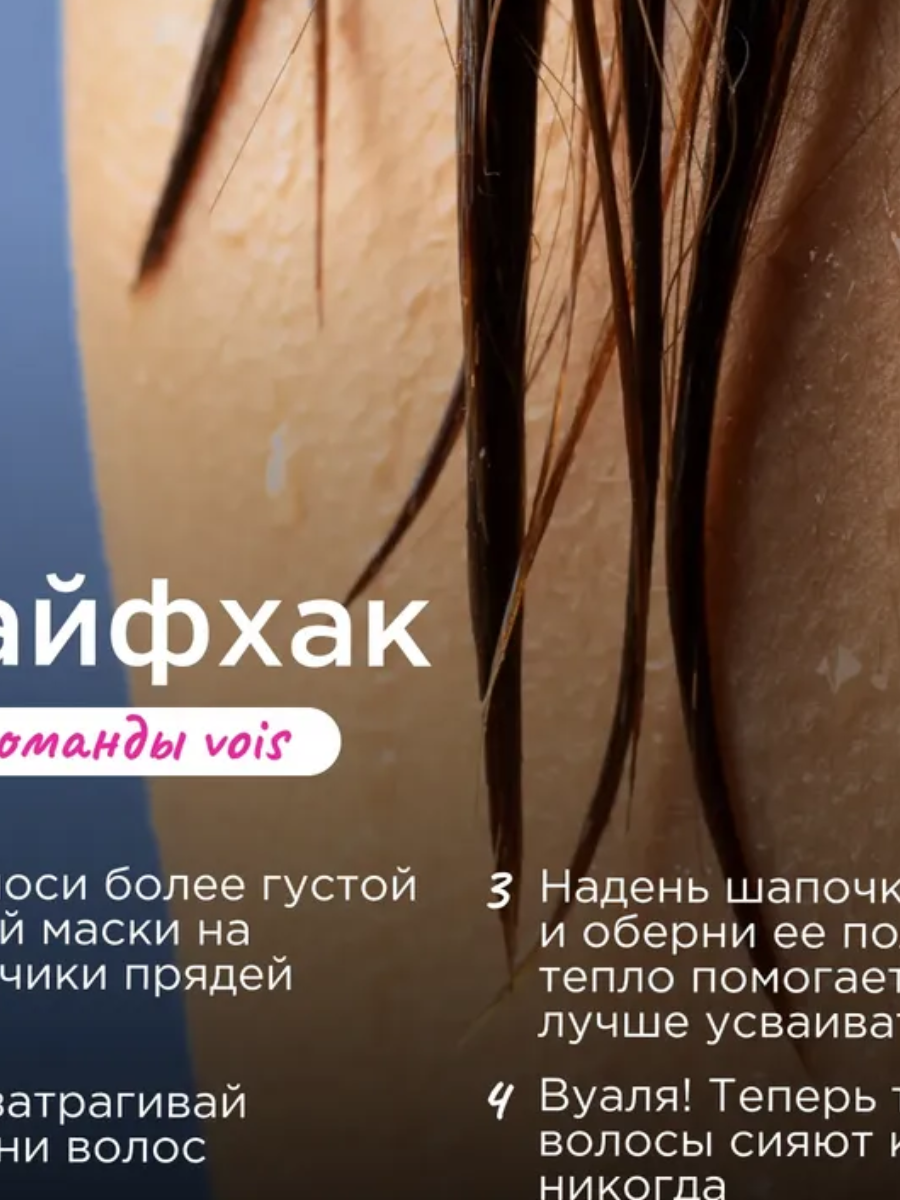 айфхак
оманды vois
оси более густой
й маски на
чики прядей
затрагивай
ни волос
3 Надень шапочк
и оберни ее по
тепло помогает
лучше усваиват
4 Вуаля! Теперь т
волосы сияют к
никогда